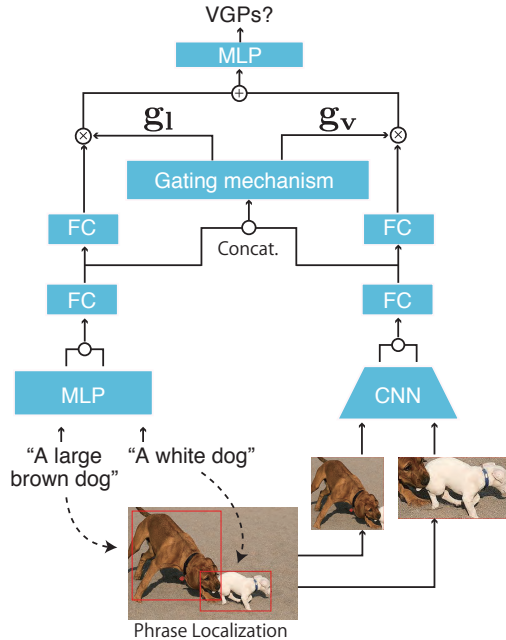 VGPs?
MLP
+
× ×
g_l g_v
Gating mechanism
FC FC
Concat.
FC FC
MLP CNN
“A large
brown dog”
“A white dog”
Phrase Localization